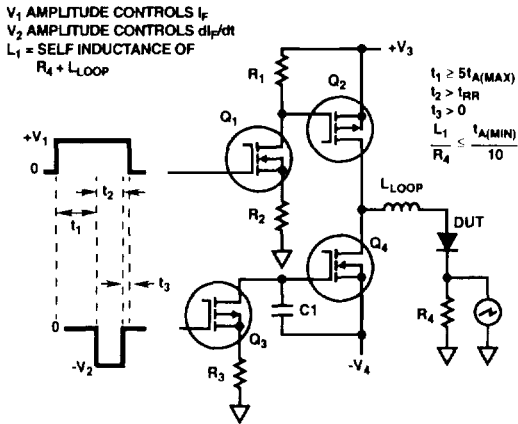 V1 AMPLITUDE CONTROLS IF
V2 AMPLITUDE CONTROLS dIF/dt
L1 = SELF INDUCTANCE OF
R4 + LLOOP
+V3
R1
Q2
t1 ≥ 5tA(MAX)
t2 > tRR
t3 > 0
L1/R4 ≤ tA(MIN)/10
Q1
+V1
0
t2
t1
R2
LLOOP
DUT
Q4
t3
C1
R4
0
Q3
-V2
R3
-V4